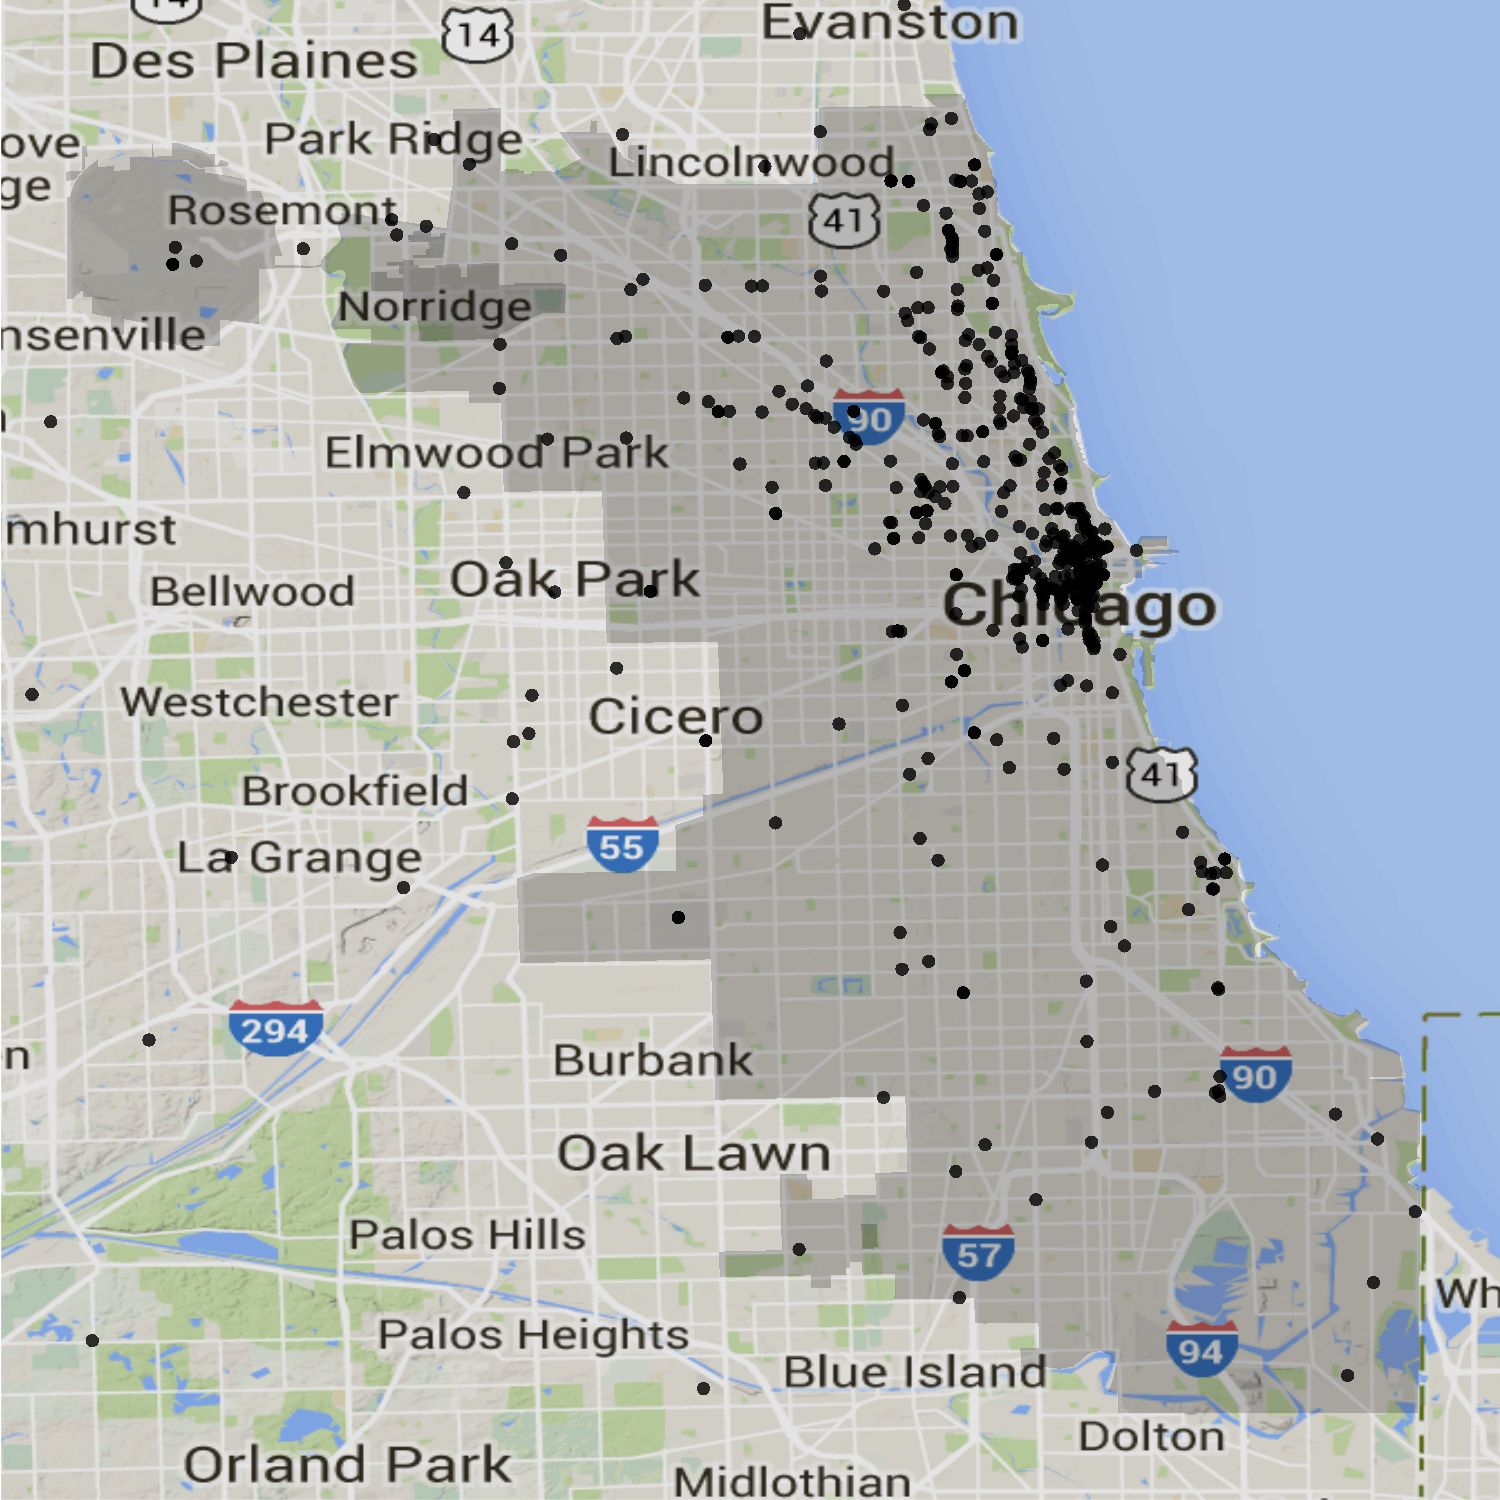 14
Evanston
14
Des Plaines
Park Ridge
ove
Lincolnwood
ge
Rosemont
41
Norridge
nsenville
90
Elmwood Park
mhurst
Oak Park
Bellwood
Chicago
Westchester
Cicero
41
Brookfield
55
La Grange
294
n
Burbank
90
Oak Lawn
Palos Hills
57
Wh
Palos Heights
94
Blue Island
Dolton
Orland Park
Midlothian